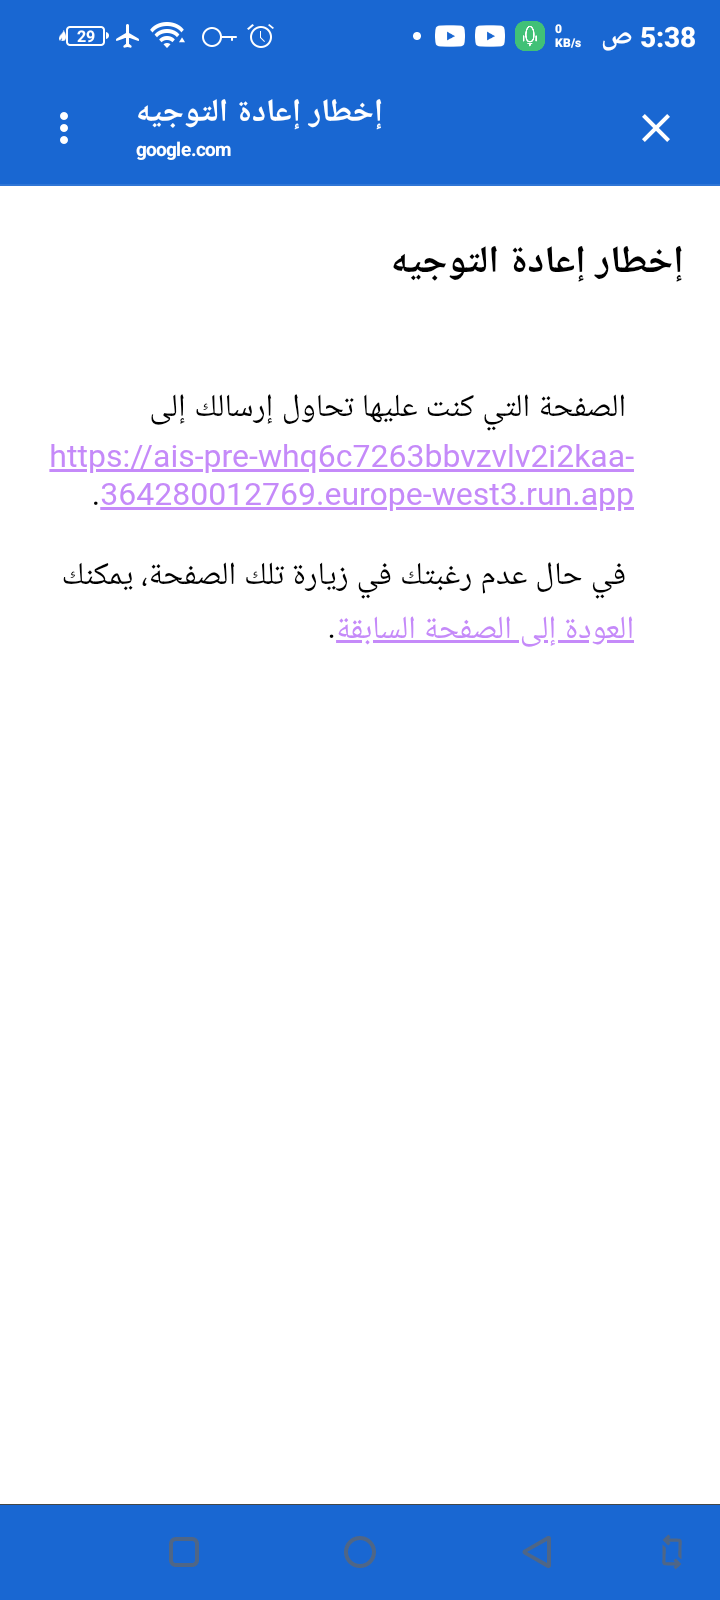 29
0
KB/s
5:38 ص
إخطار إعادة التوجيه
google.com
إخطار إعادة التوجيه
الصفحة التي كنت عليها تحاول إرسالك إلى
https://ais-pre-whq6c7263bbvzvlv2i2kaa-
364280012769.europe-west3.run.app.
في حال عدم رغبتك في زيارة تلك الصفحة، يمكنك
العودة إلى الصفحة السابقة.